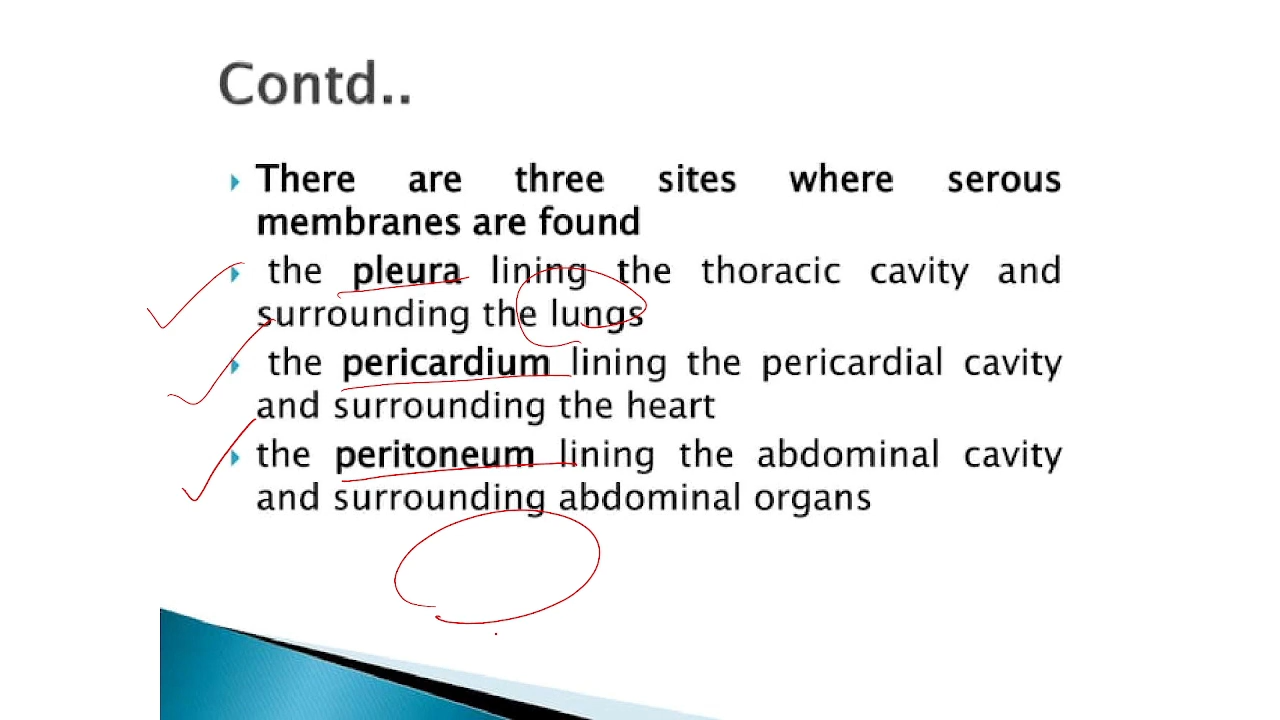 Contd..
There are three sites where serous
membranes are found
the pleura lining the thoracic cavity and
surrounding the lungs
the pericardium lining the pericardial cavity
and surrounding the heart
the peritoneum lining the abdominal cavity
and surrounding abdominal organs